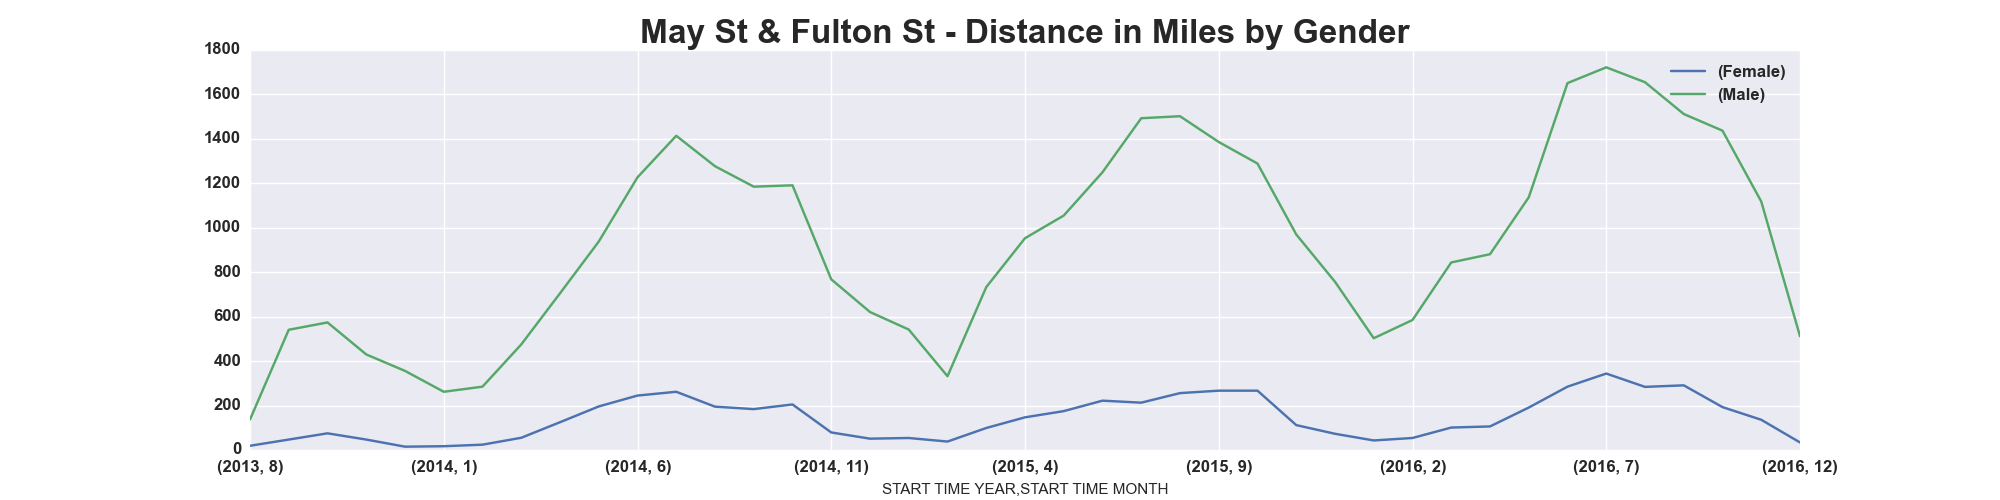 May St & Fulton St - Distance in Miles by Gender
1800
1600
1400
1200
1000
800
600
400
200
0
(Female)
(Male)
(2013, 8) (2014, 1) (2014, 6) (2014, 11) (2015, 4) (2015, 9) (2016, 2) (2016, 7) (2016, 12)
START TIME YEAR,START TIME MONTH